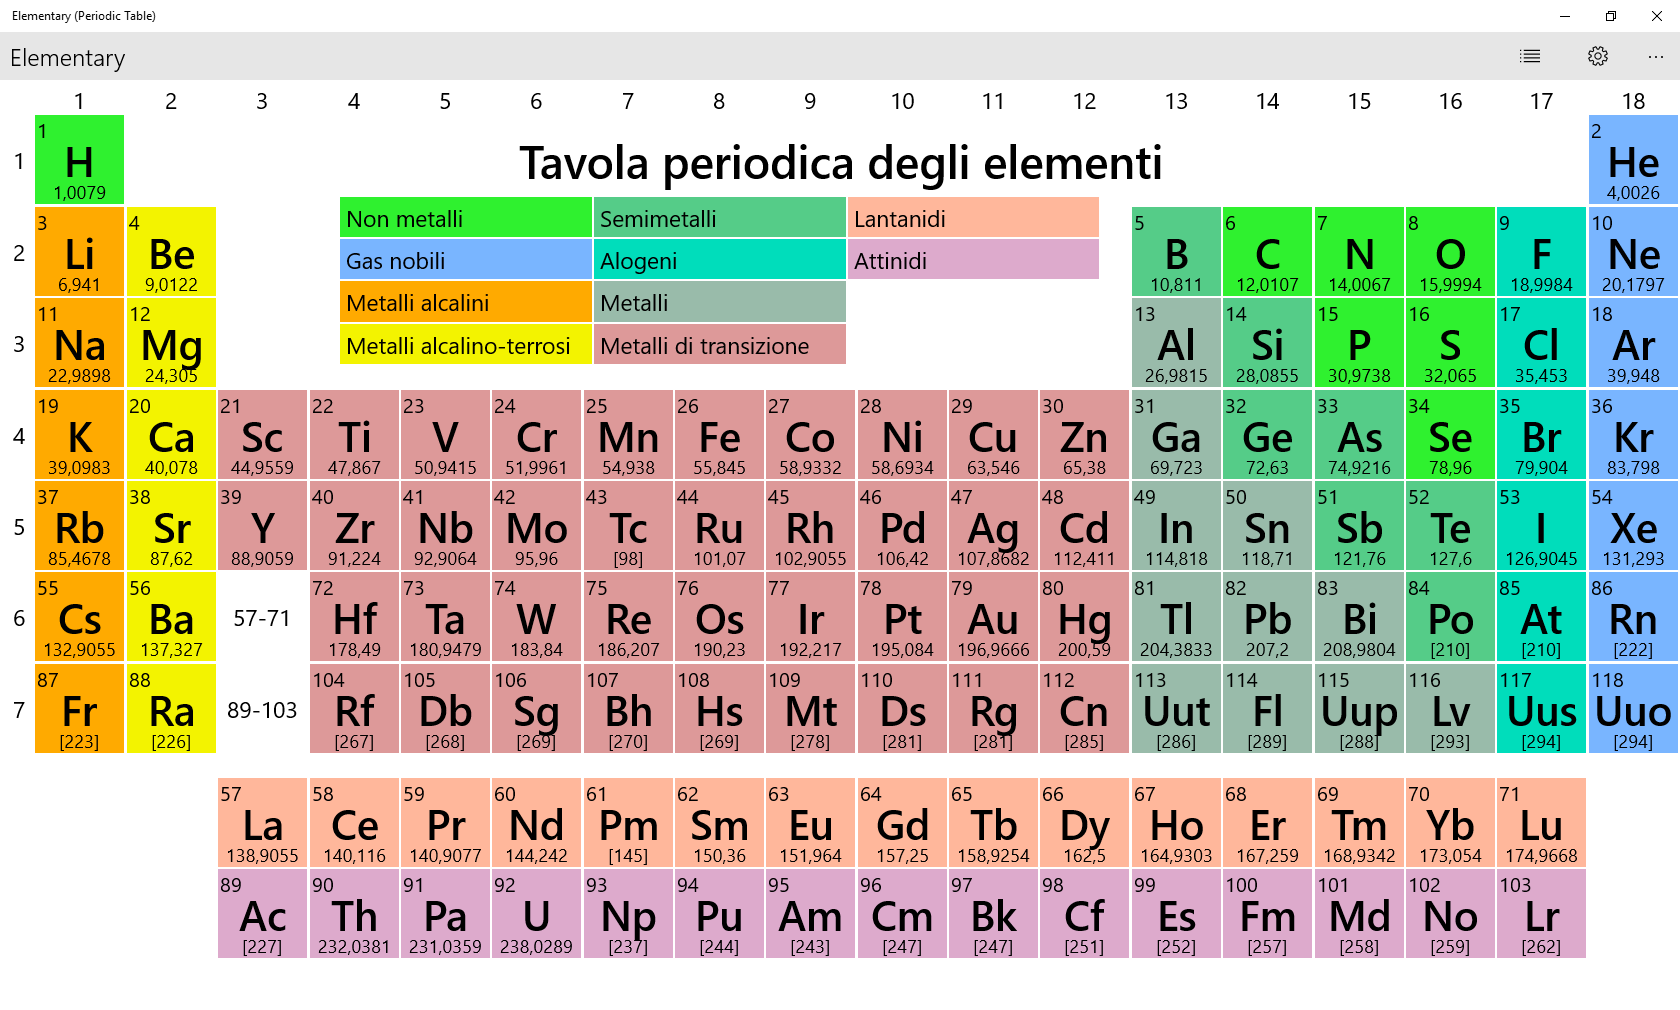 Elementary (Periodic Table)
Elementary
1 2 3 4 5 6 7 8 9 10 11 12 13 14 15 16 17 18
Tavola periodica degli elementi
Non metalli Semimetalli Lantanidi
Gas nobili Alogeni Attinidi
Metalli alcalini Metalli
Metalli alcalino-terrosi Metalli di transizione
1 2
1 H He
1,0079 4,0026
3 4 5 6 7 8 9 10
2 Li Be B C N O F Ne
6,941 9,0122 10,811 12,0107 14,0067 15,9994 18,9984 20,1797
11 12 13 14 15 16 17 18
3 Na Mg Al Si P S Cl Ar
22,9898 24,305 26,9815 28,0855 30,9738 32,065 35,453 39,948
19 20 21 22 23 24 25 26 27 28 29 30 31 32 33 34 35 36
4 K Ca Sc Ti V Cr Mn Fe Co Ni Cu Zn Ga Ge As Se Br Kr
39,0983 40,078 44,9559 47,867 50,9415 51,9961 54,938 55,845 58,9332 58,6934 63,546 65,38 69,723 72,63 74,9216 78,96 79,904 83,798
37 38 39 40 41 42 43 44 45 46 47 48 49 50 51 52 53 54
5 Rb Sr Y Zr Nb Mo Tc Ru Rh Pd Ag Cd In Sn Sb Te I Xe
85,4678 87,62 88,9059 91,224 92,9064 95,96 [98] 101,07 102,9055 106,42 107,8682 112,411 114,818 118,71 121,76 127,6 126,9045 131,293
55 56 72 73 74 75 76 77 78 79 80 81 82 83 84 85 86
6 Cs Ba 57-71 Hf Ta W Re Os Ir Pt Au Hg Tl Pb Bi Po At Rn
132,9055 137,327 178,49 180,9479 183,84 186,207 190,23 192,217 195,084 196,9666 200,59 204,3833 207,2 208,9804 [210] [210] [222]
87 88 104 105 106 107 108 109 110 111 112 113 114 115 116 117 118
7 Fr Ra 89-103 Rf Db Sg Bh Hs Mt Ds Rg Cn Uut Fl Uup Lv Uus Uuo
[223] [226] [267] [268] [269] [270] [269] [278] [281] [281] [285] [286] [289] [288] [293] [294] [294]
57 58 59 60 61 62 63 64 65 66 67 68 69 70 71
La Ce Pr Nd Pm Sm Eu Gd Tb Dy Ho Er Tm Yb Lu
138,9055 140,116 140,9077 144,242 [145] 150,36 151,964 157,25 158,9254 162,5 164,9303 167,259 168,9342 173,054 174,9668
89 90 91 92 93 94 95 96 97 98 99 100 101 102 103
Ac Th Pa U Np Pu Am Cm Bk Cf Es Fm Md No Lr
[227] 232,0381 231,0359 238,0289 [237] [244] [243] [247] [247] [251] [252] [257] [258] [259] [262]